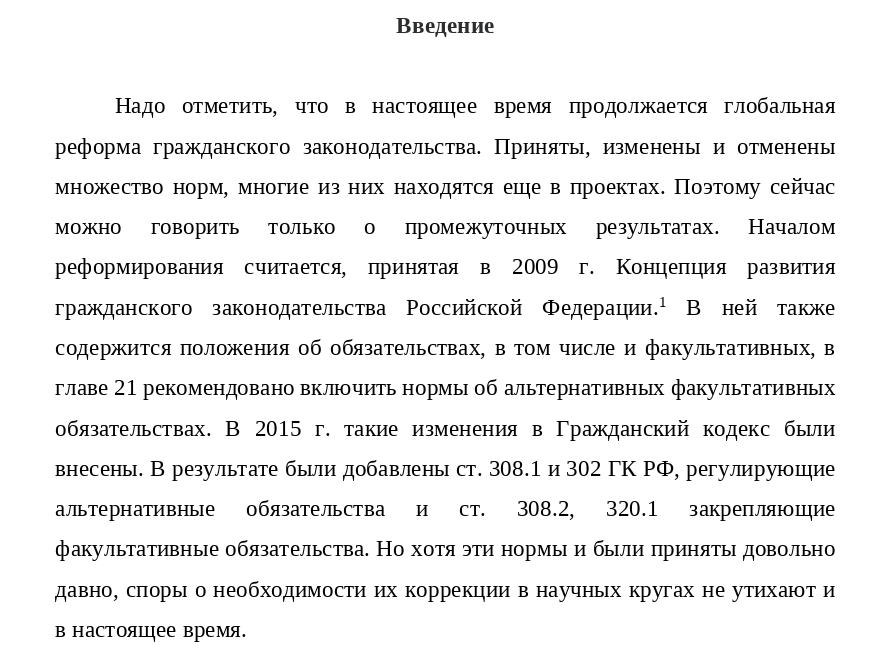 Введение
Надо отметить, что в настоящее время продолжается глобальная
реформа гражданского законодательства. Приняты, изменены и отменены
множество норм, многие из них находятся еще в проектах. Поэтому сейчас
можно говорить только о промежуточных результатах. Началом
реформирования считается, принятая в 2009 г. Концепция развития
гражданского законодательства Российской Федерации.¹ В ней также
содержится положения об обязательствах, в том числе и факультативных, в
главе 21 рекомендовано включить нормы об альтернативных факультативных
обязательствах. В 2015 г. такие изменения в Гражданский кодекс были
внесены. В результате были добавлены ст. 308.1 и 302 ГК РФ, регулирующие
альтернативные обязательства и ст. 308.2, 320.1 закрепляющие
факультативные обязательства. Но хотя эти нормы и были приняты довольно
давно, споры о необходимости их коррекции в научных кругах не утихают и
в настоящее время.